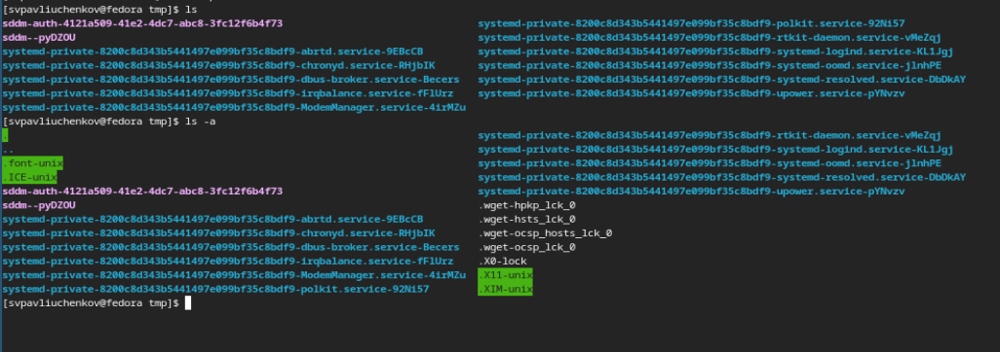 [svpavliuchenkov@fedora tmp]$ ls
sddm-auth-4121a509-41e2-4dc7-abc8-3fc12f6b4f73 systemd-private-8200c8d343b5441497e099bf35c8bdf9-polkit.service-92Ni57
sddm--pyDZOU systemd-private-8200c8d343b5441497e099bf35c8bdf9-rtkit-daemon.service-vMeZqj
systemd-private-8200c8d343b5441497e099bf35c8bdf9-abrtd.service-9EBcCB systemd-private-8200c8d343b5441497e099bf35c8bdf9-systemd-logind.service-KL1Jgj
systemd-private-8200c8d343b5441497e099bf35c8bdf9-chronyd.service-RHjbIK systemd-private-8200c8d343b5441497e099bf35c8bdf9-systemd-oomd.service-jlnhPE
systemd-private-8200c8d343b5441497e099bf35c8bdf9-dbus-broker.service-Becers systemd-private-8200c8d343b5441497e099bf35c8bdf9-systemd-resolved.service-DbDkAY
systemd-private-8200c8d343b5441497e099bf35c8bdf9-irqbalance.service-fFlUrz systemd-private-8200c8d343b5441497e099bf35c8bdf9-upower.service-pYNvzv
systemd-private-8200c8d343b5441497e099bf35c8bdf9-ModemManager.service-4irMZu
[svpavliuchenkov@fedora tmp]$ ls -a
. systemd-private-8200c8d343b5441497e099bf35c8bdf9-rtkit-daemon.service-vMeZqj
.. systemd-private-8200c8d343b5441497e099bf35c8bdf9-systemd-logind.service-KL1Jgj
.font-unix systemd-private-8200c8d343b5441497e099bf35c8bdf9-systemd-oomd.service-jlnhPE
.ICE-unix systemd-private-8200c8d343b5441497e099bf35c8bdf9-systemd-resolved.service-DbDkAY
sddm-auth-4121a509-41e2-4dc7-abc8-3fc12f6b4f73 systemd-private-8200c8d343b5441497e099bf35c8bdf9-upower.service-pYNvzv
sddm--pyDZOU .wget-hpkp_lck_0
systemd-private-8200c8d343b5441497e099bf35c8bdf9-abrtd.service-9EBcCB .wget-hsts_lck_0
systemd-private-8200c8d343b5441497e099bf35c8bdf9-chronyd.service-RHjbIK .wget-ocsp_hosts_lck_0
systemd-private-8200c8d343b5441497e099bf35c8bdf9-dbus-broker.service-Becers .wget-ocsp_lck_0
systemd-private-8200c8d343b5441497e099bf35c8bdf9-irqbalance.service-fFlUrz .X0-lock
systemd-private-8200c8d343b5441497e099bf35c8bdf9-ModemManager.service-4irMZu .X11-unix
systemd-private-8200c8d343b5441497e099bf35c8bdf9-polkit.service-92Ni57 .XIM-unix
[svpavliuchenkov@fedora tmp]$